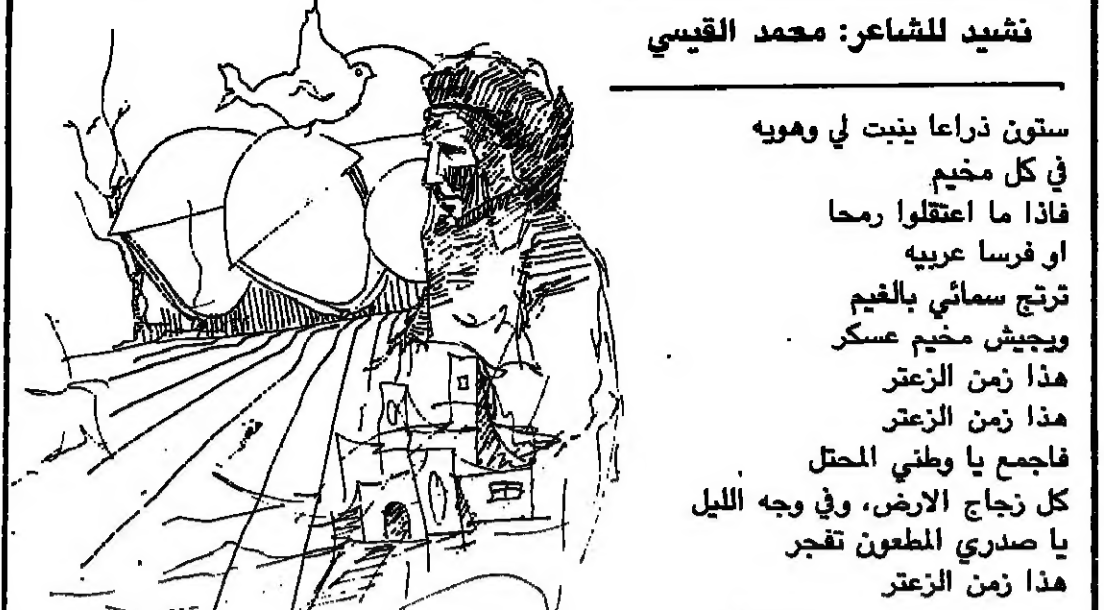 نشيد للشاعر: محمد القيسي
ستون ذراعا ينبت لي وهويه
في كل مخيم
فاذا ما اعتقلوا رمحا
او فرسا عربيه
ترتج سمائي بالغيم
ويجيش مخيم عسكر
هذا زمن الزعتر
هذا زمن الزعتر
فاجمع يا وطني المحتل
كل زجاج الارض، وفي وجه الليل
يا صدري المطعون تفجر
هذا زمن الزعتر